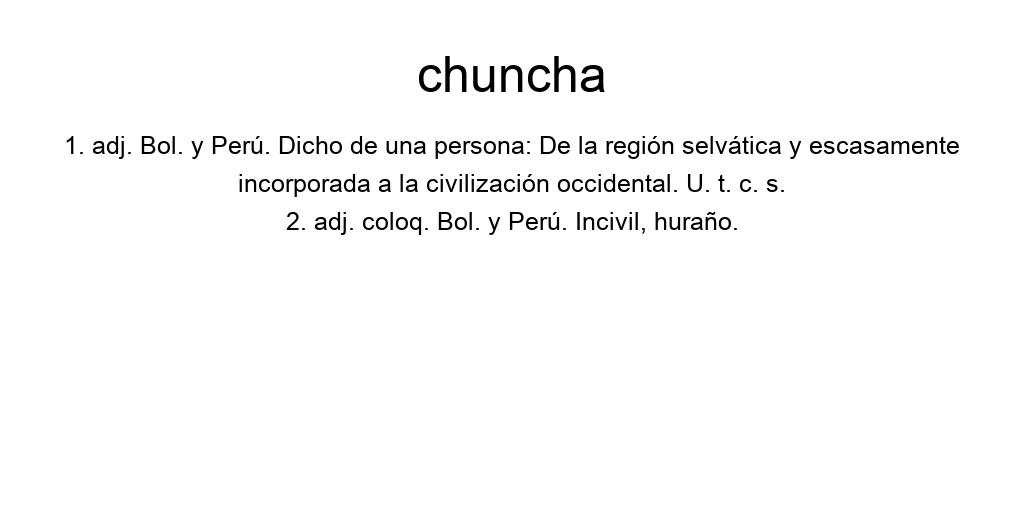 chuncha
1. adj. Bol. y Perú. Dicho de una persona: De la región selvática y escasamente
incorporada a la civilización occidental. U. t. c. s.
2. adj. coloq. Bol. y Perú. Incivil, huraño.